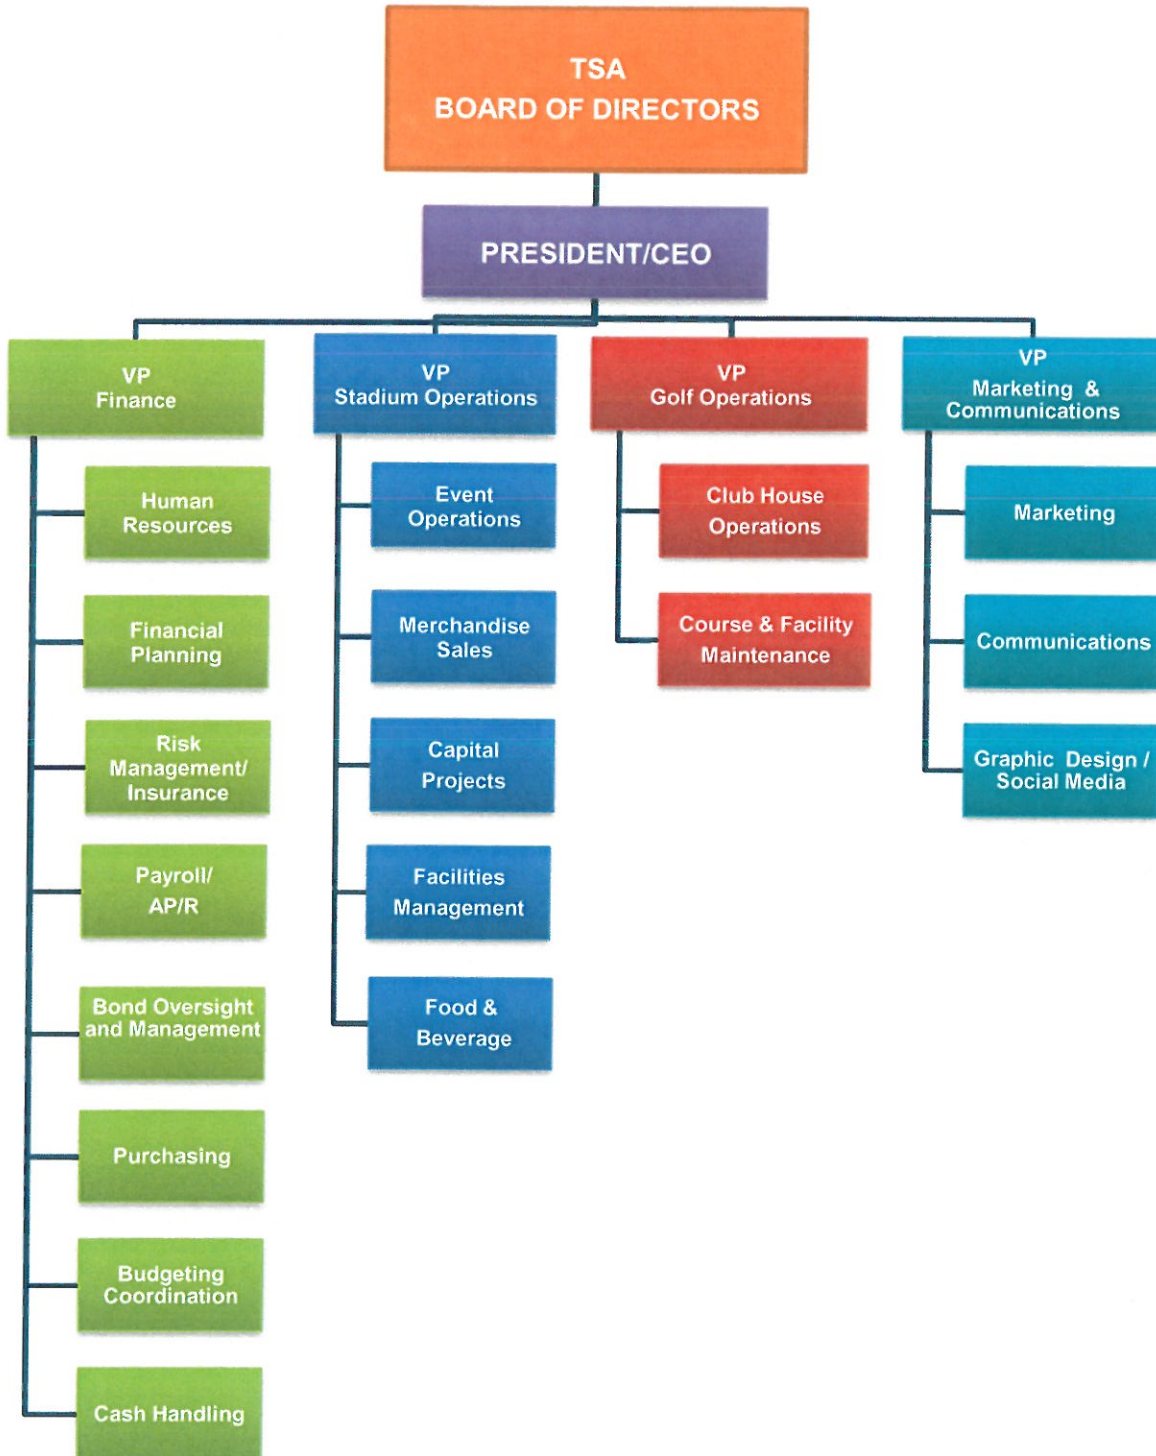 TSA
BOARD OF DIRECTORS
PRESIDENT/CEO
VP
Finance
Human
Resources
Financial
Planning
Risk
Management/
Insurance
Payroll/
AP/R
Bond Oversight
and Management
Purchasing
Budgeting
Coordination
Cash Handling
VP
Stadium Operations
Event
Operations
Merchandise
Sales
Capital
Projects
Facilities
Management
Food &
Beverage
VP
Golf Operations
Club House
Operations
Course & Facility
Maintenance
VP
Marketing &
Communications
Marketing
Communications
Graphic Design /
Social Media